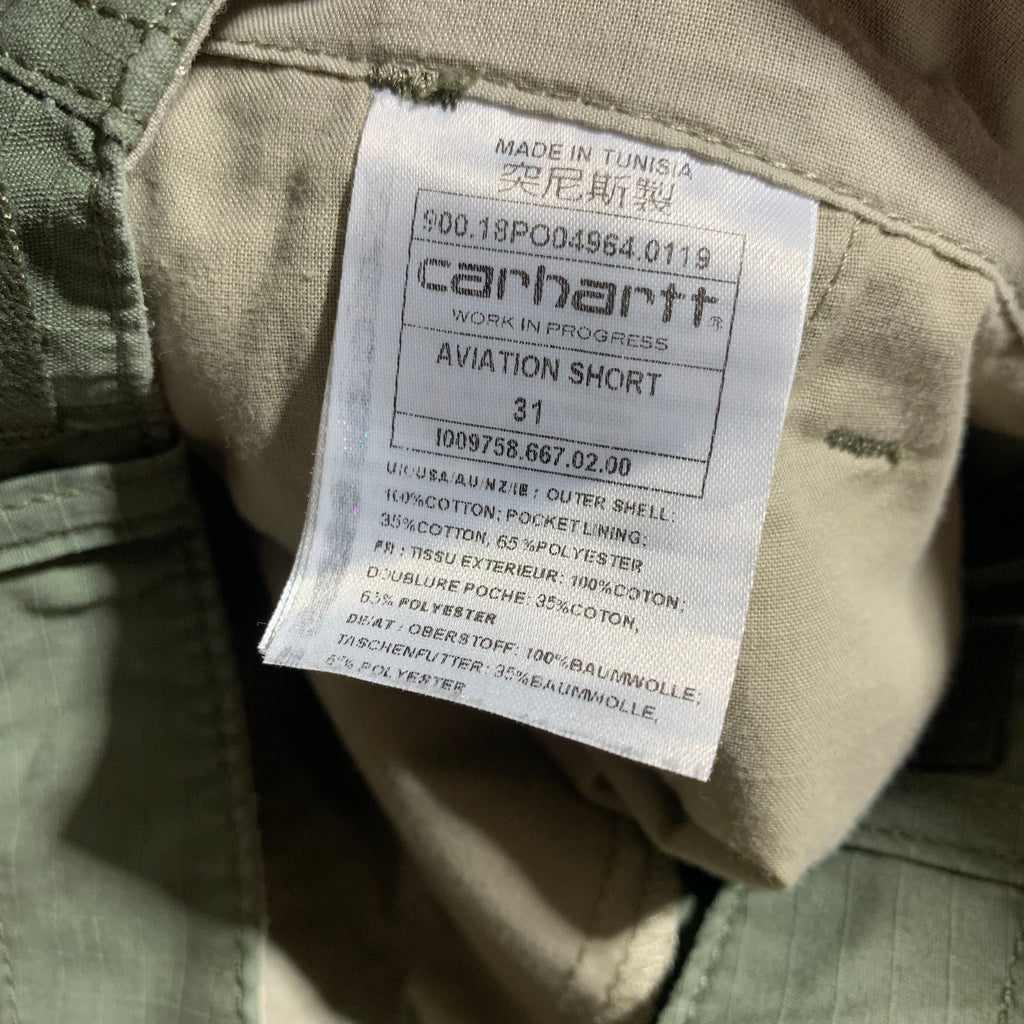 MADE IN TUNISIA
突尼斯製
900.18PO04964.0119
carhartt®
WORK IN PROGRESS
AVIATION SHORT
31
I009758.667.02.00
UK/USA/AU/NZ/IE : OUTER SHELL:
100%COTTON; POCKET LINING:
35%COTTON, 65%POLYESTER
FR : TISSU EXTERIEUR: 100%COTON;
DOUBLURE POCHE: 35%COTON,
65% POLYESTER
DE/AT : OBERSTOFF: 100%BAUMWOLLE;
TASCHENFUTTER: 35%BAUMWOLLE,
65% POLYESTER